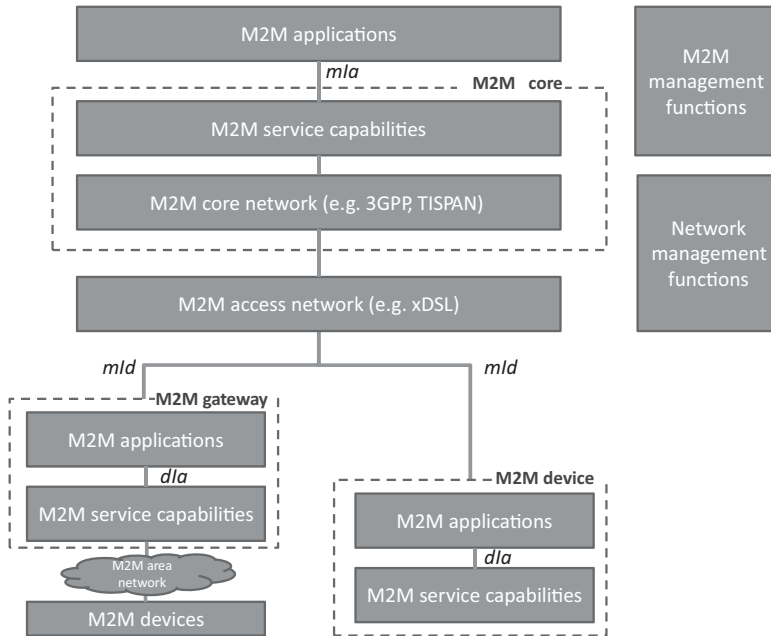 M2M applications
mIa
M2M core
M2M service capabilities
M2M core network (e.g. 3GPP, TISPAN)
M2M access network (e.g. xDSL)
M2M
management
functions
Network
management
functions
mId
mId
M2M gateway
M2M applications
dIa
M2M service capabilities
M2M area
network
M2M devices
M2M device
M2M applications
dIa
M2M service capabilities